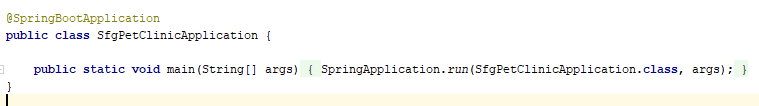 @SpringBootApplication
public class SfgPetClinicApplication {
public static void main(String[] args) { SpringApplication.run(SfgPetClinicApplication.class, args); }
}